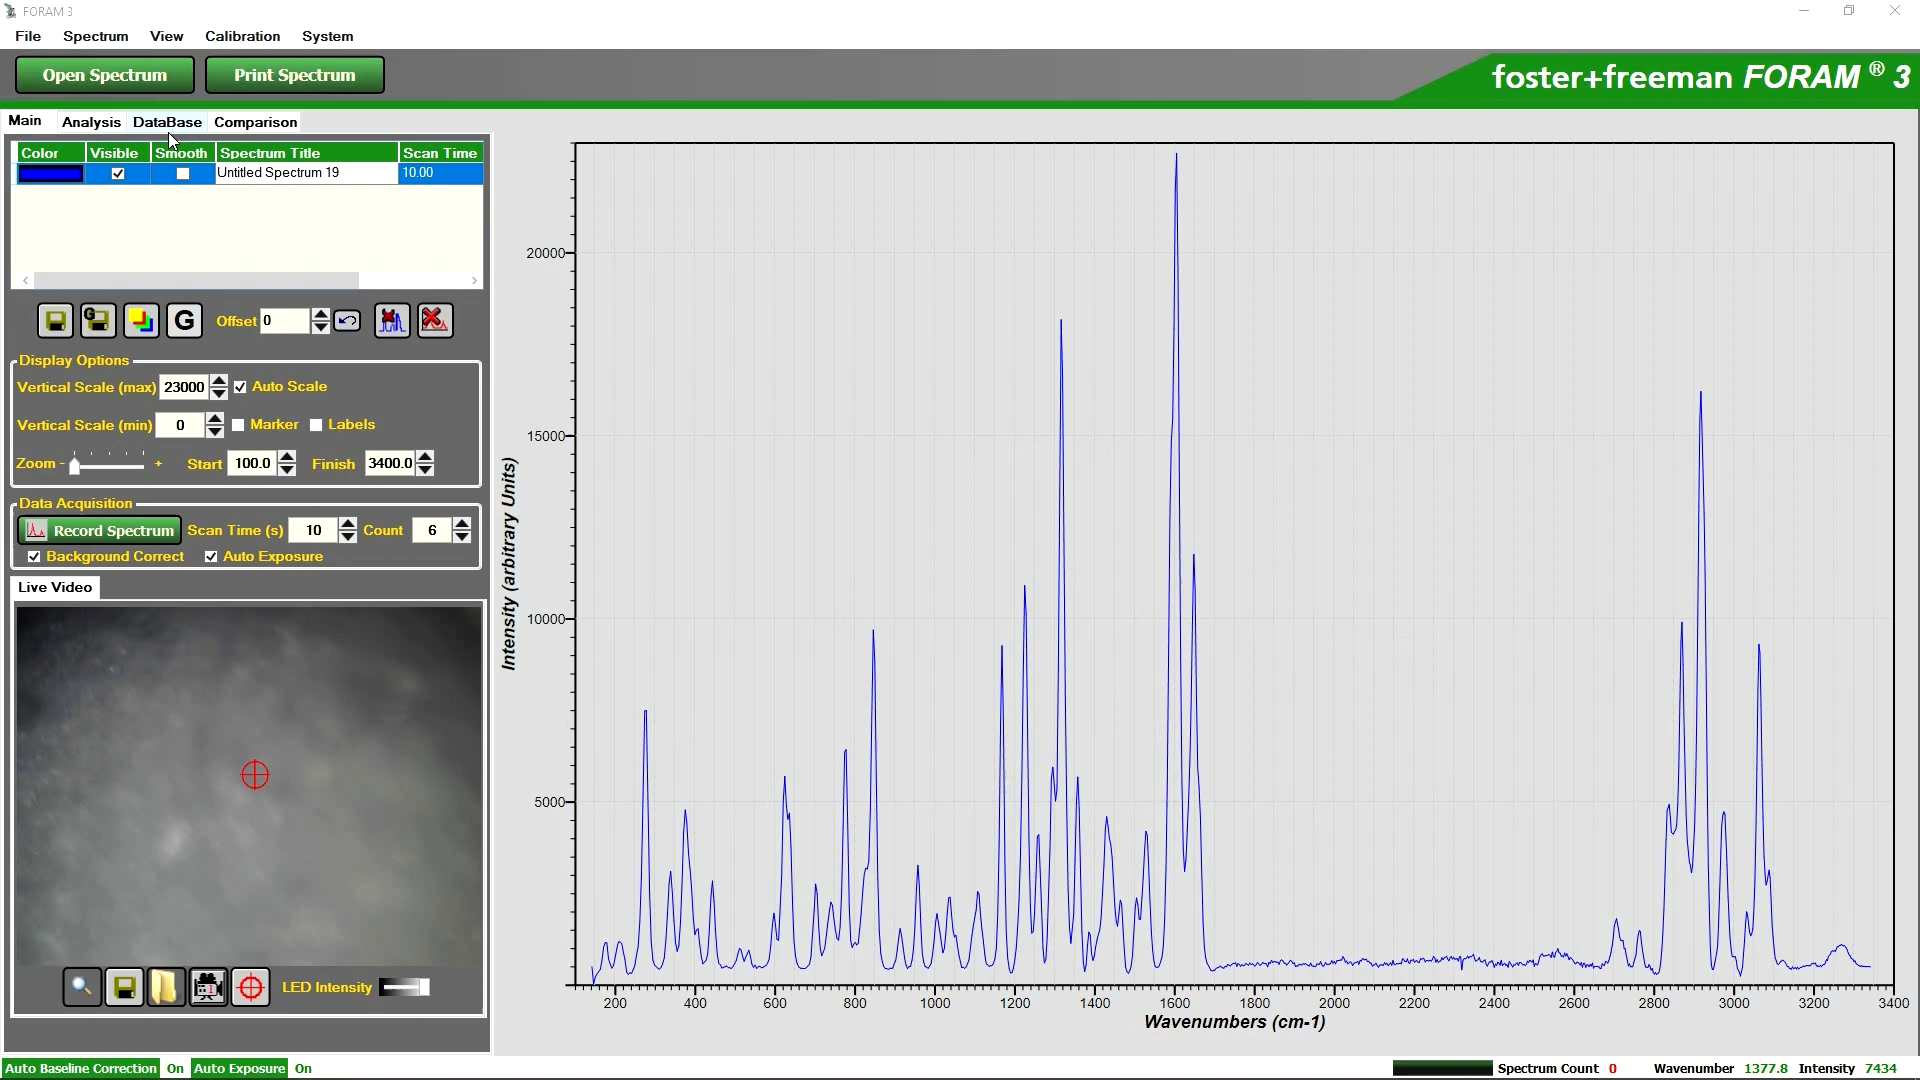 FORAM 3
File Spectrum View Calibration System
Open Spectrum Print Spectrum
foster+freeman FORAM ® 3
Main Analysis DataBase Comparison
Color Visible Smooth Spectrum Title Scan Time
Untitled Spectrum 19 10.00
G G Offset 0
Display Options
Vertical Scale (max) 23000 Auto Scale
Vertical Scale (min) 0 Marker Labels
Zoom - + Start 100.0 Finish 3400.0
Data Acquisition
Record Spectrum Scan Time (s) 10 Count 6
Background Correct Auto Exposure
Live Video
LED Intensity
Intensity (arbitrary Units)
20000
15000
10000
5000
200 400 600 800 1000 1200 1400 1600 1800 2000 2200 2400 2600 2800 3000 3200 3400
Wavenumbers (cm-1)
Auto Baseline Correction On Auto Exposure On
Spectrum Count 0 Wavenumber 1377.8 Intensity 7434